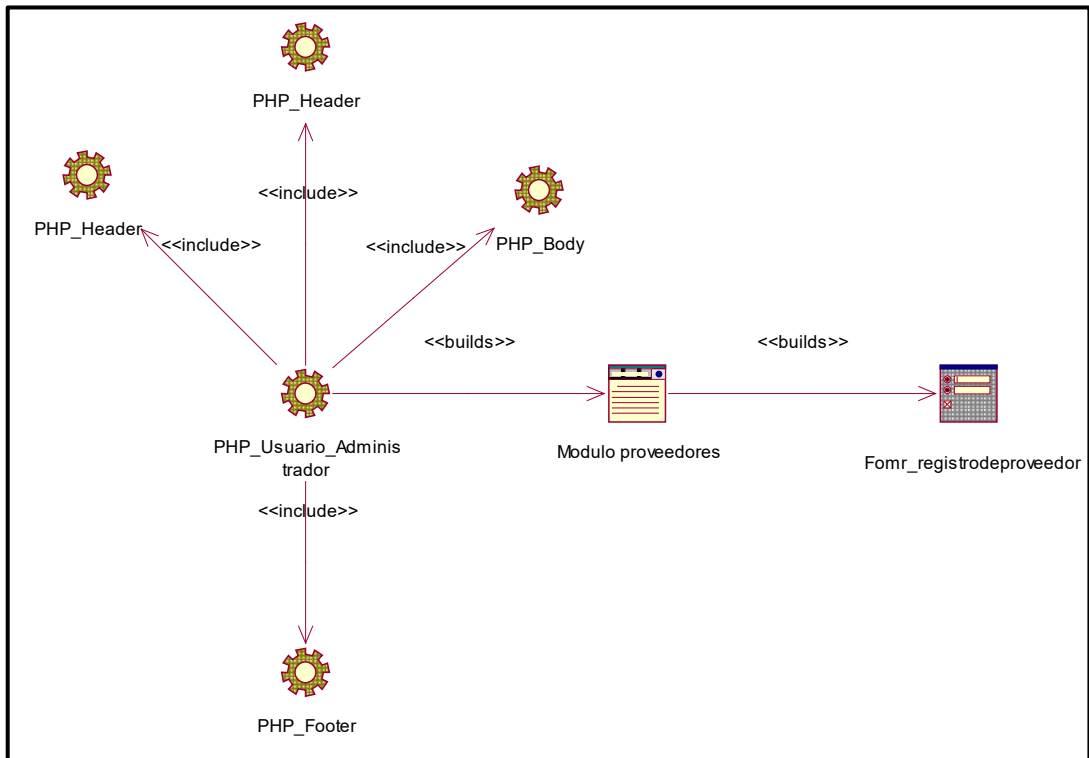 PHP_Header
<<include>>
PHP_Header
<<include>>
<<include>>
PHP_Body
<<builds>>
<<builds>>
PHP_Usuario_Adminis
trador
Modulo proveedores
Fomr_registrodeproveedor
<<include>>
PHP_Footer